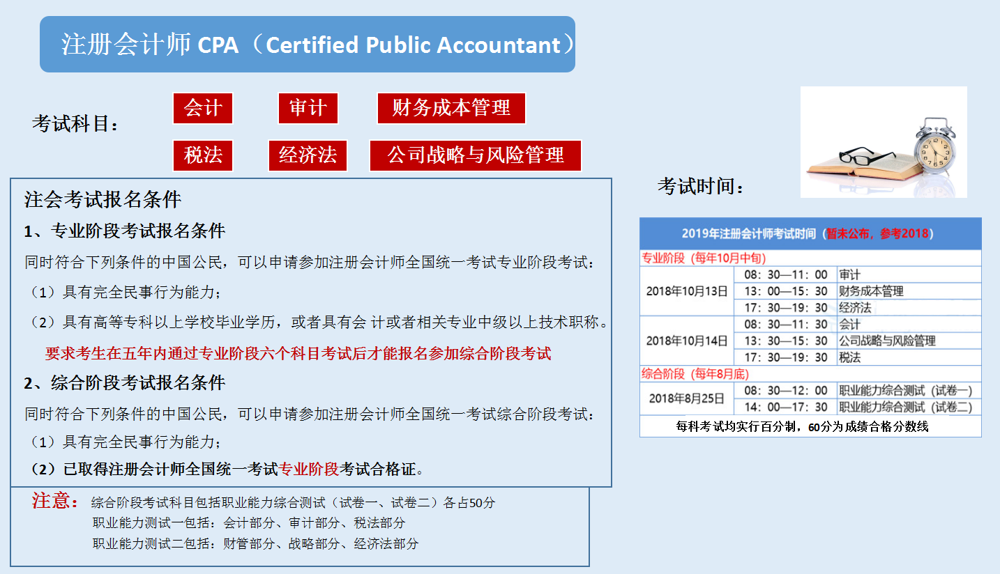 注册会计师 CPA（Certified Public Accountant）
考试科目：
会计 审计 财务成本管理
税法 经济法 公司战略与风险管理
注会考试报名条件
1、专业阶段考试报名条件
同时符合下列条件的中国公民，可以申请参加注册会计师全国统一考试专业阶段考试：
（1）具有完全民事行为能力；
（2）具有高等专科以上学校毕业学历，或者具有会 计或者相关专业中级以上技术职称。
要求考生在五年内通过专业阶段六个科目考试后才能报名参加综合阶段考试
2、综合阶段考试报名条件
同时符合下列条件的中国公民，可以申请参加注册会计师全国统一考试综合阶段考试：
（1）具有完全民事行为能力；
（2）已取得注册会计师全国统一考试专业阶段考试合格证。
注意： 综合阶段考试科目包括职业能力综合测试（试卷一、试卷二）各占50分
职业能力测试一包括：会计部分、审计部分、税法部分
职业能力测试二包括：财管部分、战略部分、经济法部分
考试时间：
2019年注册会计师考试时间（暂未公布，参考2018）
专业阶段（每年10月中旬）
2018年10月13日
08：30—11：00 审计
13：00—15：30 财务成本管理
17：30—19：30 经济法
2018年10月14日
08：30—11：30 会计
13：30—15：30 公司战略与风险管理
17：30—19：30 税法
综合阶段（每年8月底）
2018年8月25日
08：30—12：00 职业能力综合测试（试卷一）
14：00—17：30 职业能力综合测试（试卷二）
每科考试均实行百分制，60分为成绩合格分数线